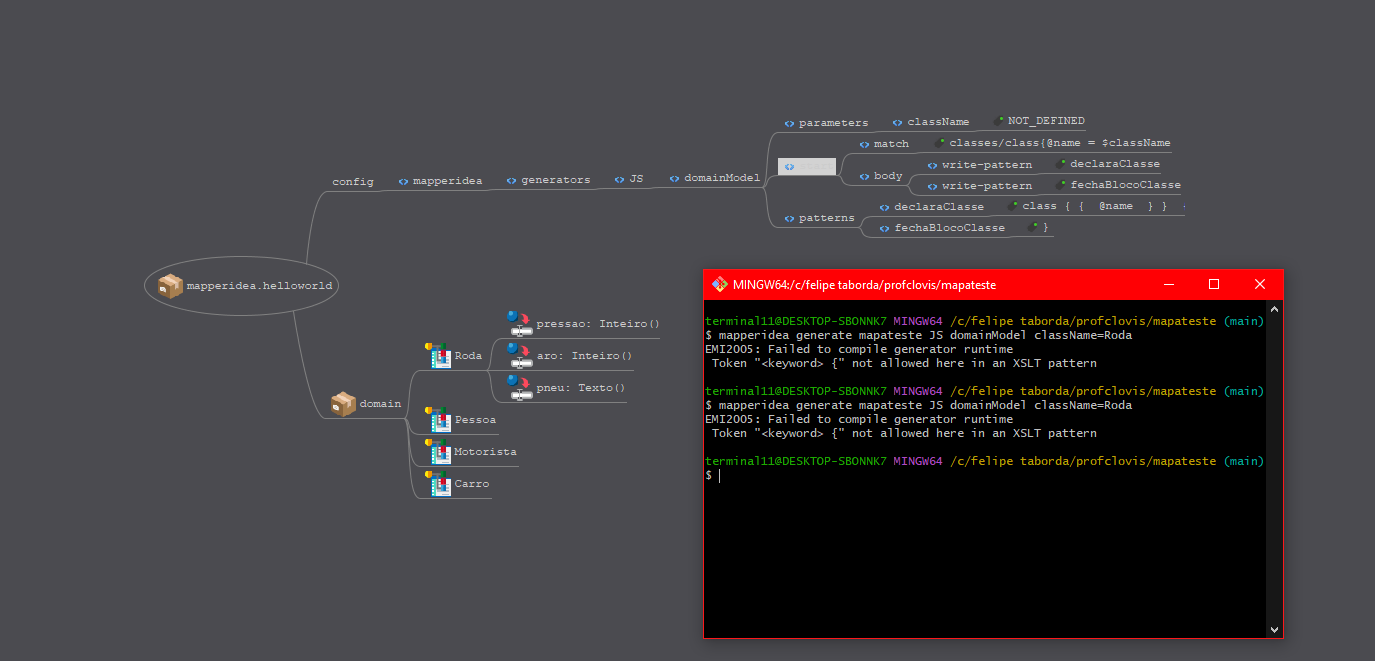 parameters
className
NOT_DEFINED
match
classes/class{@name = $className
body
write-pattern
declaraClasse
write-pattern
fechaBlocoClasse
config
mapperidea
generators
JS
domainModel
patterns
declaraClasse
class { { @name } }
fechaBlocoClasse
}
mapperidea.helloworld
domain
Roda
pressao: Inteiro()
aro: Inteiro()
pneu: Texto()
Pessoa
Motorista
Carro
MINGW64:/c/felipe taborda/profclovis/mapateste
terminal11@DESKTOP-SBONNK7 MINGW64 /c/felipe taborda/profclovis/mapateste (main)
$ mapperidea generate mapateste JS domainModel className=Roda
EMI2005: Failed to compile generator runtime
Token "<keyword> {" not allowed here in an XSLT pattern
terminal11@DESKTOP-SBONNK7 MINGW64 /c/felipe taborda/profclovis/mapateste (main)
$ mapperidea generate mapateste JS domainModel className=Roda
EMI2005: Failed to compile generator runtime
Token "<keyword> {" not allowed here in an XSLT pattern
terminal11@DESKTOP-SBONNK7 MINGW64 /c/felipe taborda/profclovis/mapateste (main)
$